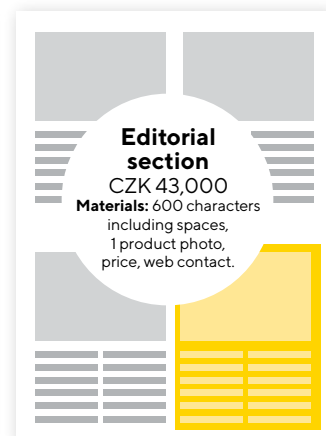 Editorial
section
CZK 43,000
Materials: 600 characters
including spaces,
1 product photo,
price, web contact.